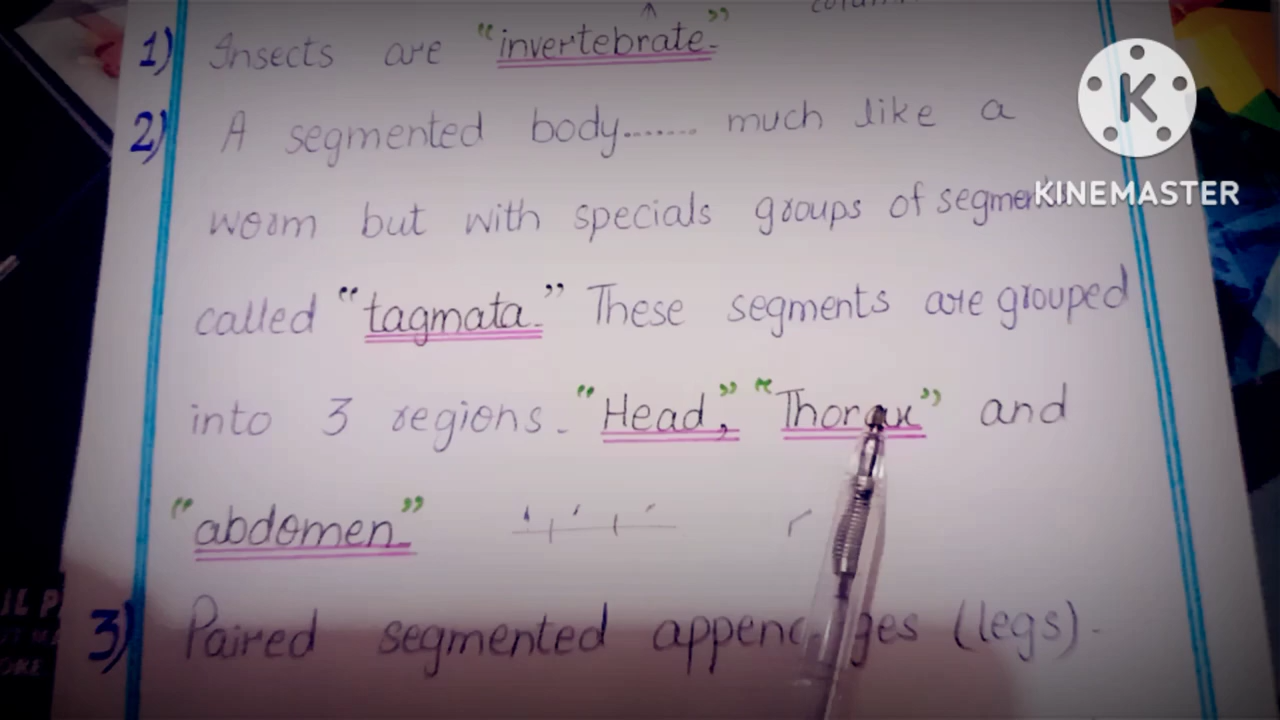 1) Insects are "invertebrate."
2) A segmented body....... much like a
worm but with specials groups of segment
called "tagmata." These segments are grouped
into 3 regions. "Head," "Thorax" and
"abdomen."
3) Paired segmented appendages (legs).
K
KINEMASTER